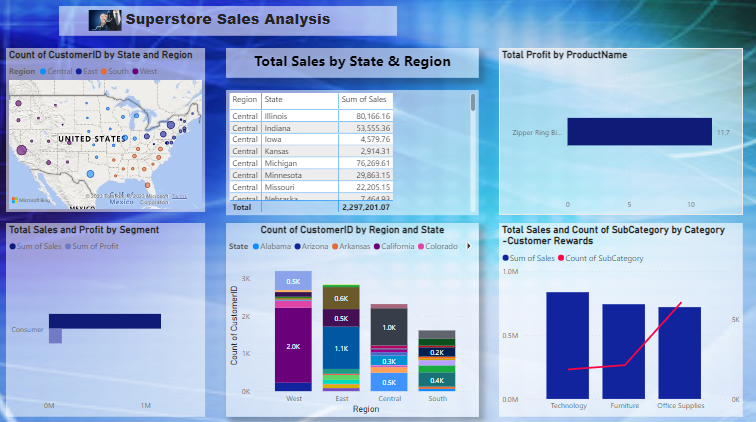 Superstore Sales Analysis
Count of CustomerID by State and Region
Region Central East South West
UNITED STATES
Gulf of
Mexico
MEXICO
Microsoft Bing
Terms
Total Sales by State & Region
Region State Sum of Sales
Central Illinois 80,166.16
Central Indiana 53,555.36
Central Iowa 4,579.76
Central Kansas 2,914.31
Central Michigan 76,269.61
Central Minnesota 29,863.15
Central Missouri 22,205.15
Central Nebraska 7,464.93
Total 2,297,201.07
Total Profit by ProductName
Zipper Ring Bi...
11.7
0 5 10
Total Sales and Profit by Segment
Sum of Sales Sum of Profit
Consumer
0M 1M
Count of CustomerID by Region and State
State Alabama Arizona Arkansas California Colorado
Count of CustomerID
3K
2K
1K
0K
0.5K
2.0K
0.6K
0.5K
1.1K
1.0K
0.3K
0.5K
0.2K
0.4K
West East Central South
Region
Total Sales and Count of SubCategory by Category
-Customer Rewards
Sum of Sales Count of SubCategory
1.0M
0.5M
0.0M
5K
0K
Technology Furniture Office Supplies